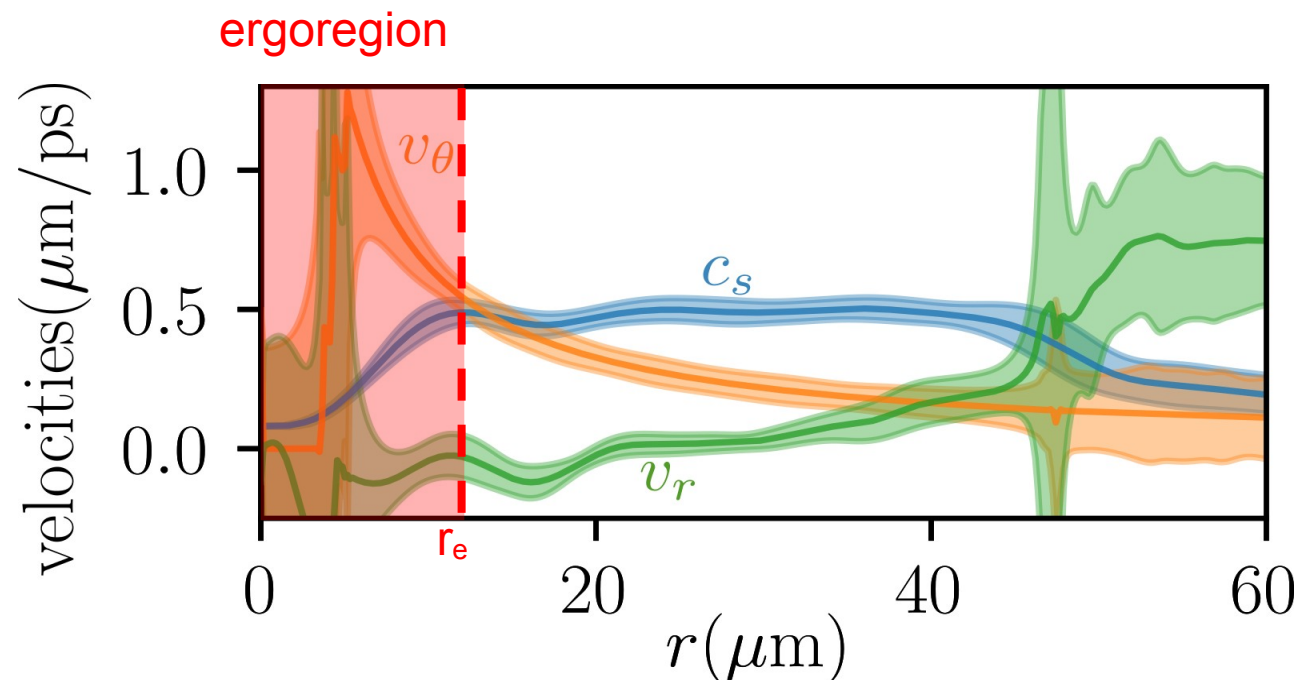 ergoregion
velocities(μm/ps)
1.0
0.5
0.0
v_θ
c_s
v_r
r_e
0 20 40 60
r(μm)